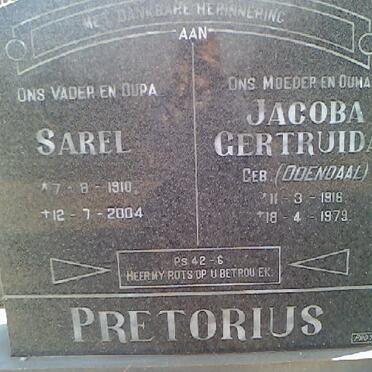 MET DANKBARE HERINNERING
AAN
ONS VADER EN OUPA
SAREL
*7-8-1910
+12-7-2004
ONS MOEDER EN OUMA
JACOBA
GERTRUIDA
GEB. (ODENDAAL)
*11-3-1918
+18-4-1979
PS 42-6
HEER MY ROTS OP U BETROU EK.
PRETORIUS